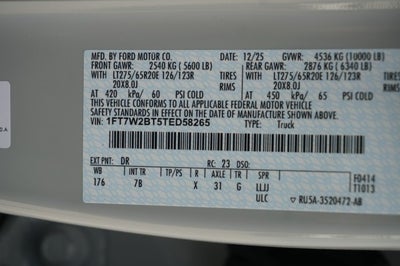 MFD. BY FORD MOTOR CO. 12/25 GVWR: 4536 KG (10000 LB)
FRONT GAWR: 2540 KG (5600 LB) REAR GAWR: 2876 KG (6340 LB)
WITH LT275/65R20E 126/123R TIRES WITH LT275/65R20E 126/123R TIRES
20X8.0J RIMS 20X8.0J RIMS
AT 420 kPa/ 60 PSI COLD AT 450 kPa/ 65 PSI COLD
THIS VEHICLE CONFORMS TO ALL APPLICABLE FEDERAL MOTOR VEHICLE
SAFETY STANDARDS IN EFFECT ON THE DATE OF MANUFACTURE SHOWN ABOVE.
VIN: 1FT7W2BT5TED58265 TYPE: Truck
EXT PNT: DR RC: 23 DSO:
WB INT TR TP/PS R AXLE TR SPR F0414
176 7B X 31 G LLJJ T1013
ULC RU5A-3520472-AB